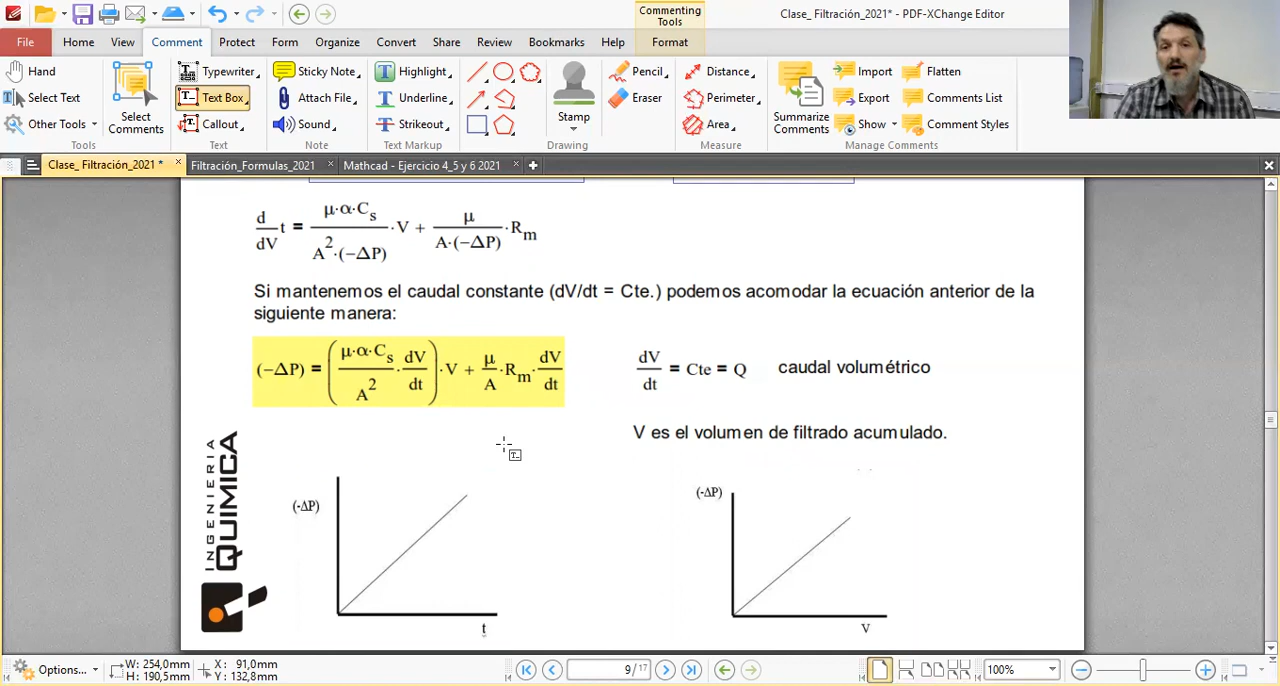 Clase_ Filtración_2021* - PDF-XChange Editor
Commenting Tools
File Home View Comment Protect Form Organize Convert Share Review Bookmarks Help Format
Hand
Select Text
Other Tools
Tools
Select Comments
Typewriter
Text Box
Callout
Text
Sticky Note
Attach File
Sound
Note
Highlight
Underline
Strikeout
Text Markup
Drawing
Stamp
Pencil
Eraser
Distance
Perimeter
Area
Measure
Summarize Comments
Import
Export
Show
Flatten
Comments List
Comment Styles
Manage Comments
Clase_ Filtración_2021 * Filtración_Formulas_2021 Mathcad - Ejercicio 4_5 y 6 2021
d/dV t = μ·α·Cs / A²·(−ΔP) ·V + μ / A·(−ΔP) ·Rm
Si mantenemos el caudal constante (dV/dt = Cte.) podemos acomodar la ecuación anterior de la
siguiente manera:
(−ΔP) = (μ·α·Cs / A² · dV/dt) ·V + μ/A ·Rm· dV/dt
dV/dt = Cte = Q caudal volumétrico
V es el volumen de filtrado acumulado.
INGENIERIA
QUIMICA
(-ΔP)
t
(-ΔP)
V
Options...
W: 254,0mm
H: 190,5mm
X: 91,0mm
Y: 132,8mm
9 / 17
100%